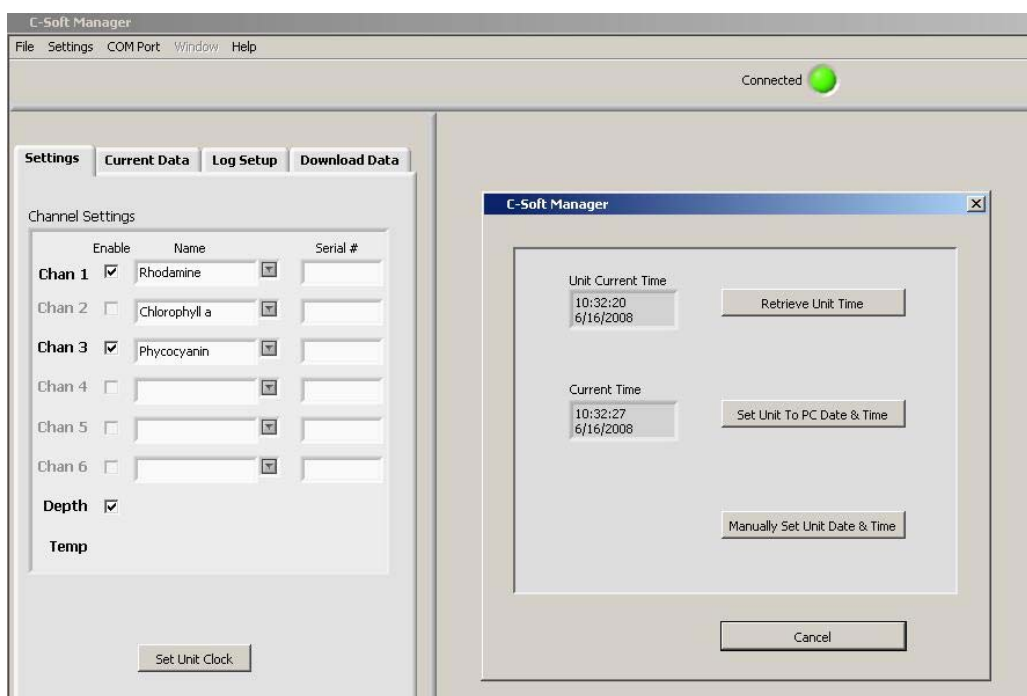 C-Soft Manager
File Settings COM Port Window Help
Connected
Settings Current Data Log Setup Download Data
Channel Settings
Enable Name Serial #
Chan 1 Rhodamine
Chan 2 Chlorophyll a
Chan 3 Phycocyanin
Chan 4
Chan 5
Chan 6
Depth
Temp
Set Unit Clock
C-Soft Manager
Unit Current Time
10:32:20
6/16/2008
Retrieve Unit Time
Current Time
10:32:27
6/16/2008
Set Unit To PC Date & Time
Manually Set Unit Date & Time
Cancel